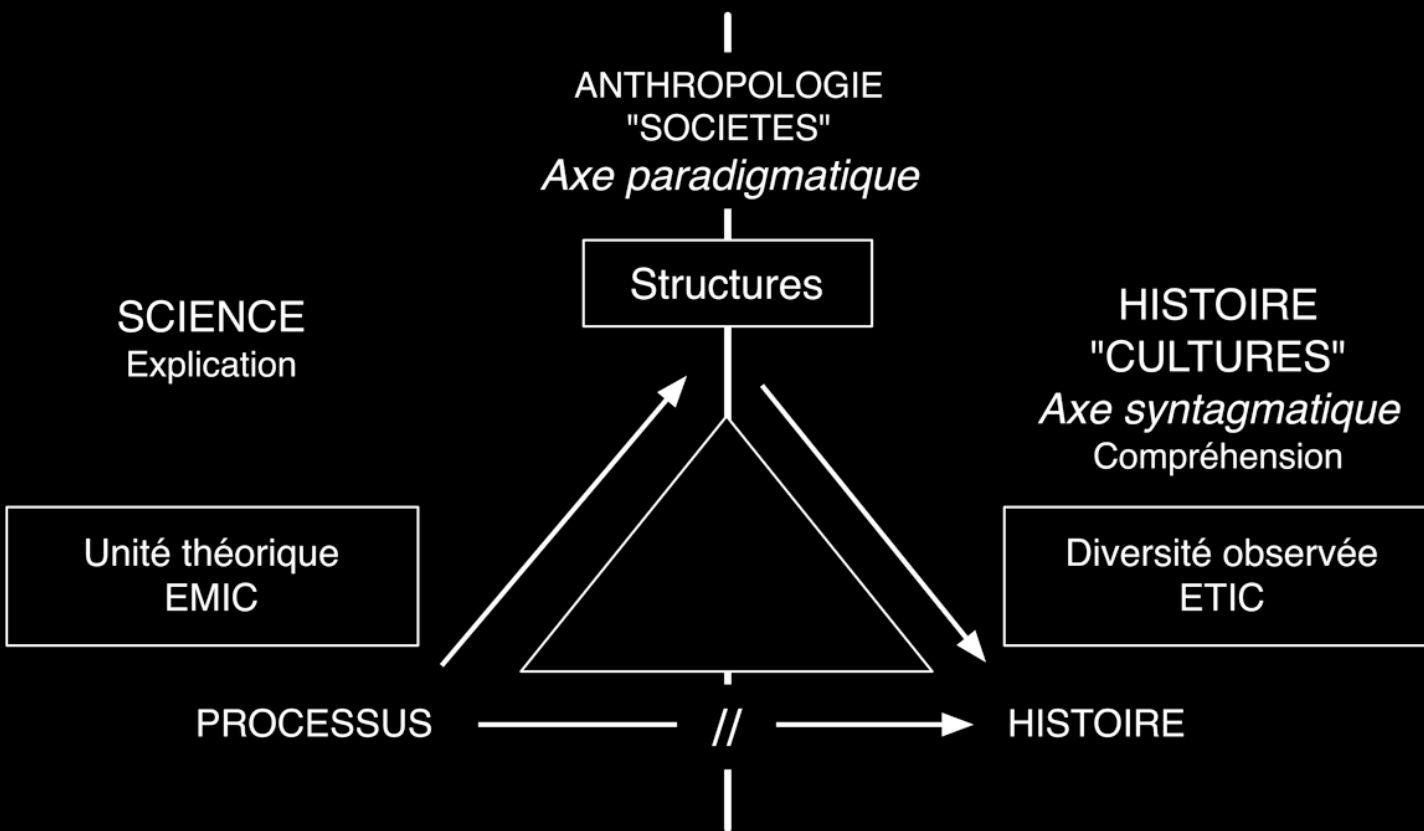 ANTHROPOLOGIE
"SOCIETES"
Axe paradigmatique
Structures
SCIENCE
Explication
HISTOIRE
"CULTURES"
Axe syntagmatique
Compréhension
Unité théorique
EMIC
Diversité observée
ETIC
PROCESSUS // HISTOIRE